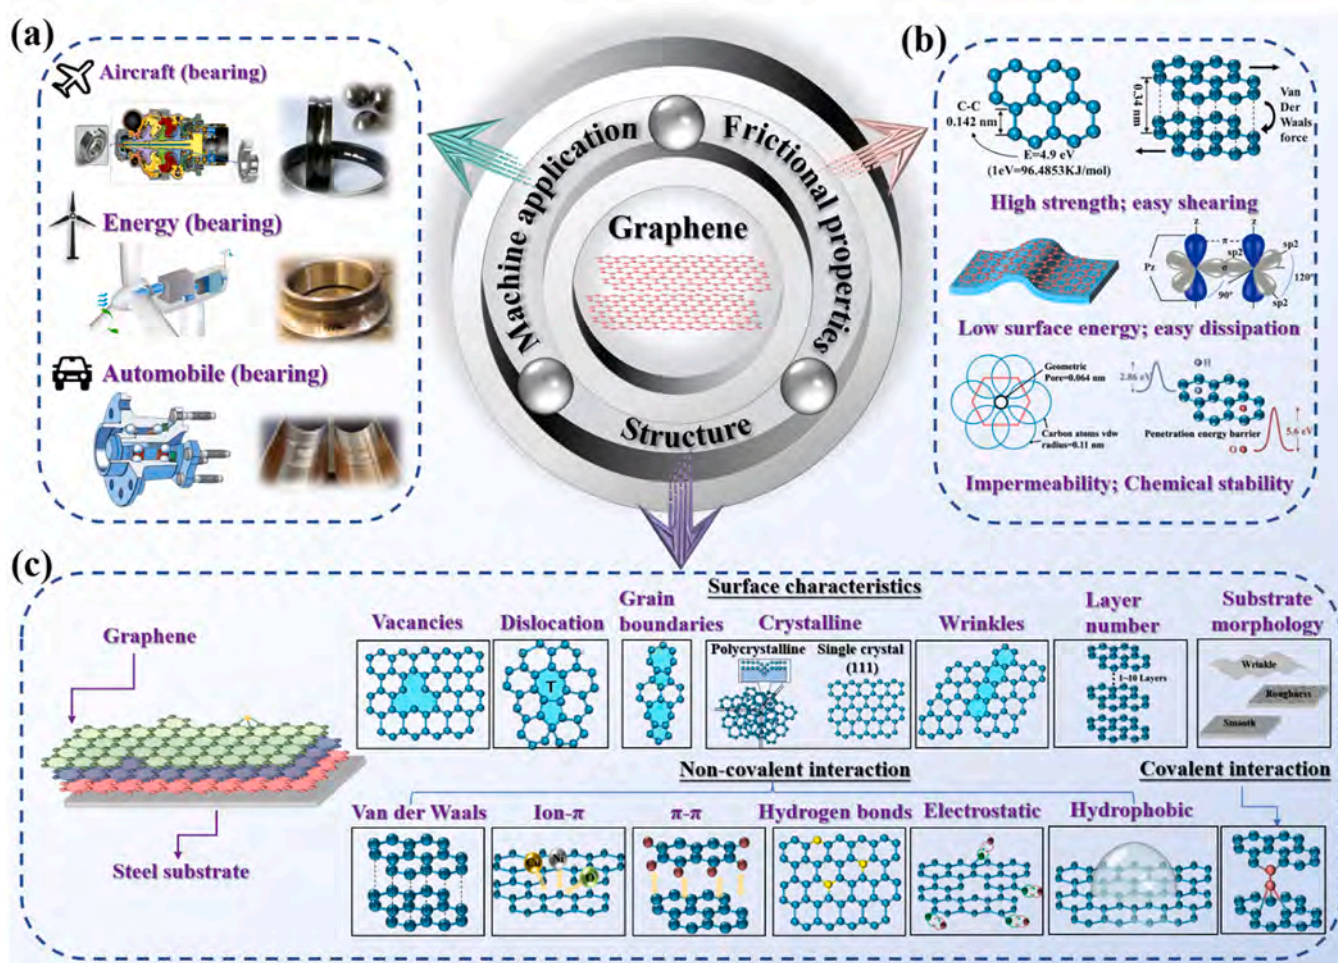 (a)
Aircraft (bearing)
Energy (bearing)
Automobile (bearing)
Machine application
Frictional properties
Structure
Graphene
(b)
C-C
0.142 nm
E=4.9 eV
(1eV=96.4853KJ/mol)
0.34 nm
Van
Der
Waals
force
High strength; easy shearing
z
z
π
sp2
sp2
Pz
σ
120°
90°
sp2
Low surface energy; easy dissipation
Geometric
Pore=0.064 nm
Carbon atoms vdw
radius=0.11 nm
2.86 eV
H
Penetration energy barrier
5.6 eV
O
Impermeability; Chemical stability
(c)
Graphene
Steel substrate
Surface characteristics
Vacancies
Dislocation
T
Grain
boundaries
Crystalline
Polycrystalline
Single crystal
(111)
Wrinkles
Layer
number
1~10 Layers
Substrate
morphology
Wrinkle
Roughness
Smooth
Non-covalent interaction
Covalent interaction
Van der Waals
Ion-π
Ni
π-π
Hydrogen bonds
Electrostatic
Hydrophobic